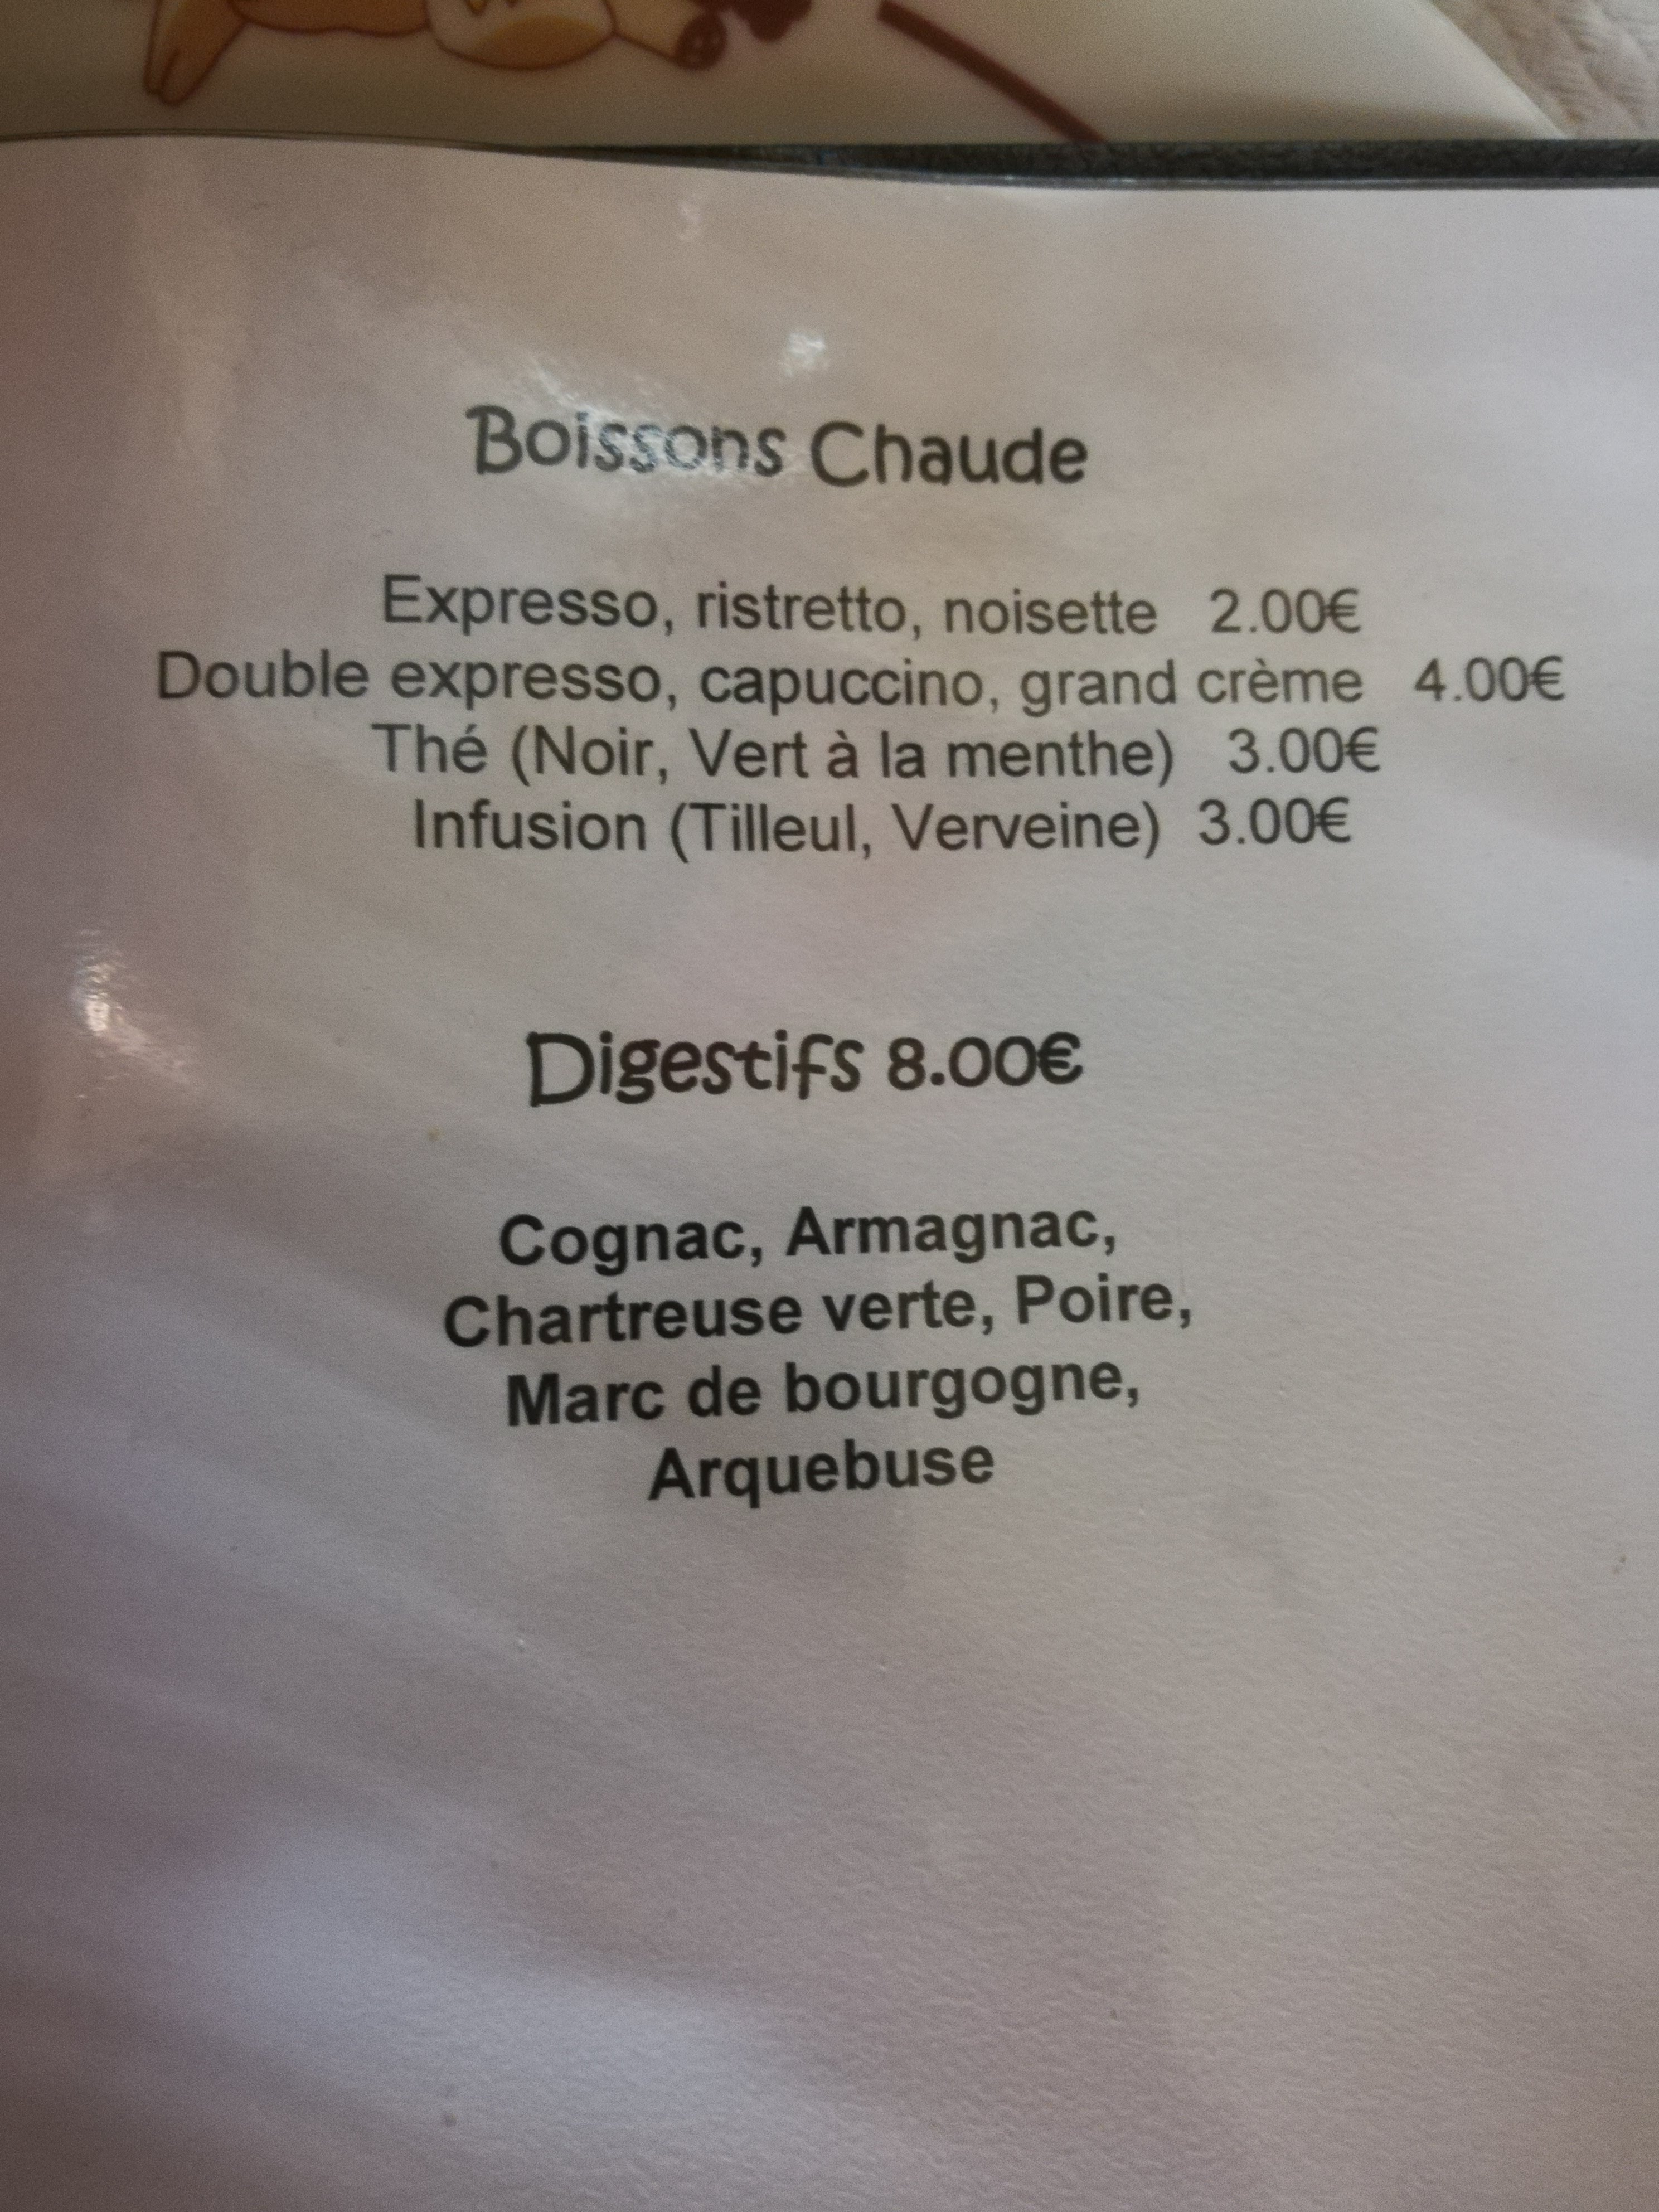 Boissons Chaude
Expresso, ristretto, noisette 2.00€
Double expresso, capuccino, grand crème 4.00€
Thé (Noir, Vert à la menthe) 3.00€
Infusion (Tilleul, Verveine) 3.00€
Digestifs 8.00€
Cognac, Armagnac,
Chartreuse verte, Poire,
Marc de bourgogne,
Arquebuse